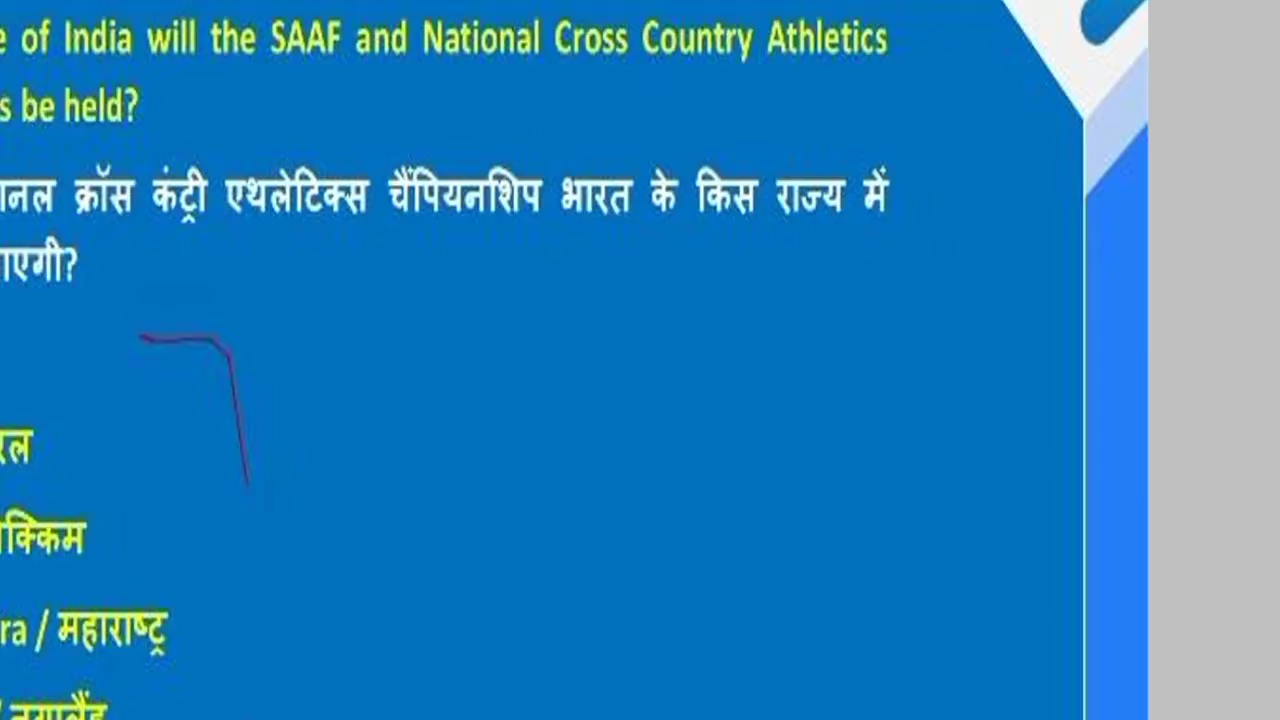 of India will the SAAF and National Cross Country Athletics
be held?
क्रॉस कंट्री एथलेटिक्स चैंपियनशिप भारत के किस राज्य में
ाएगी?
रल
क्किम
ra / महाराष्ट्र